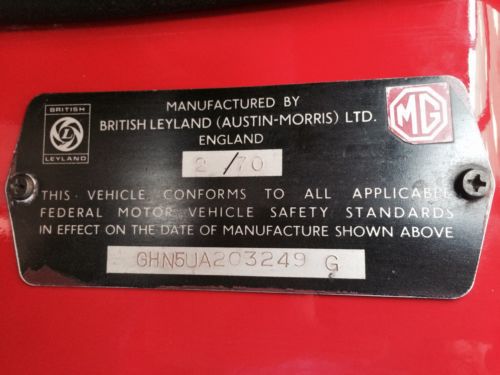 BRITISH
L
LEYLAND
MANUFACTURED BY
BRITISH LEYLAND (AUSTIN-MORRIS) LTD.
ENGLAND
MG
2 /70
THIS VEHICLE CONFORMS TO ALL APPLICABLE
FEDERAL MOTOR VEHICLE SAFETY STANDARDS
IN EFFECT ON THE DATE OF MANUFACTURE SHOWN ABOVE
GHN5UA203249 G